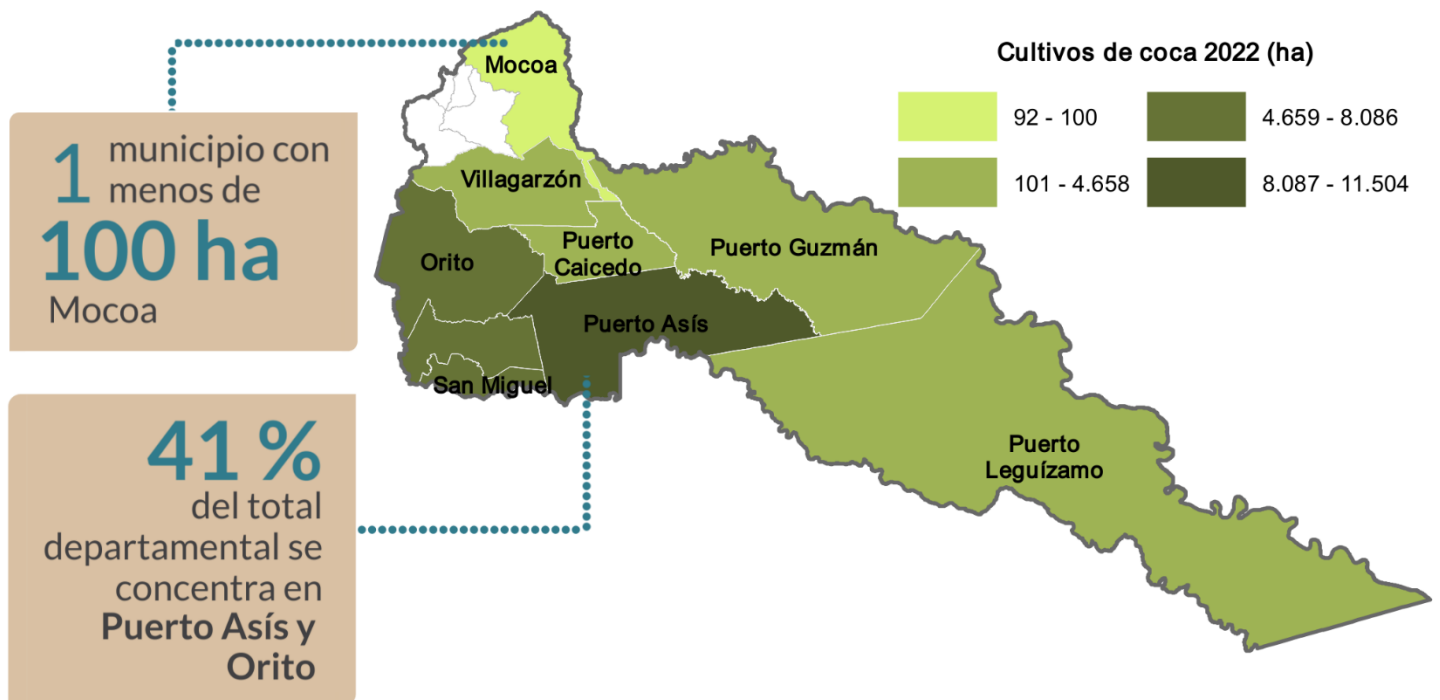 1 municipio con
menos de
100 ha
Mocoa
41 %
del total
departamental se
concentra en
Puerto Asís y
Orito
Mocoa
Villagarzón
Orito
Puerto
Caicedo
Puerto Guzmán
Puerto Asís
San Miguel
Puerto
Leguízamo
Cultivos de coca 2022 (ha)
92 - 100
101 - 4.658
4.659 - 8.086
8.087 - 11.504